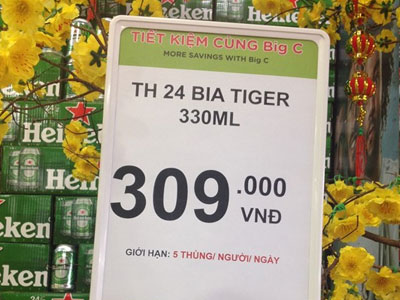 TIẾT KIỆM CÙNG Big C
MORE SAVINGS WITH Big C
TH 24 BIA TIGER
330ML
309.000
VNĐ
GIỚI HẠN: 5 THÙNG/ NGƯỜI/ NGÀY
Heineken
Heineken
Heineken